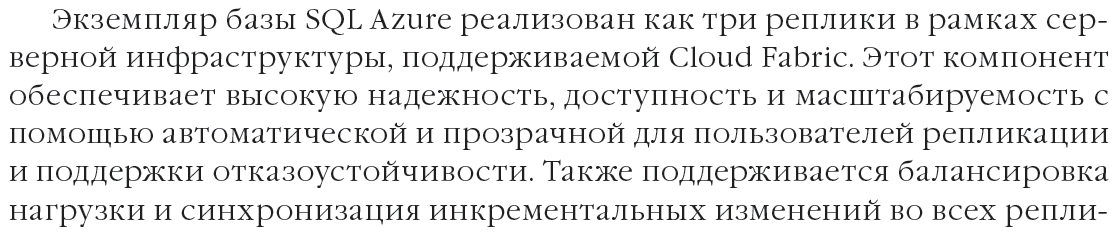 Экземпляр базы SQL Azure реализован как три реплики в рамках сер-
верной инфраструктуры, поддерживаемой Cloud Fabric. Этот компонент
обеспечивает высокую надежность, доступность и масштабируемость с
помощью автоматической и прозрачной для пользователей репликации
и поддержки отказоустойчивости. Также поддерживается балансировка
нагрузки и синхронизация инкрементальных изменений во всех репли-